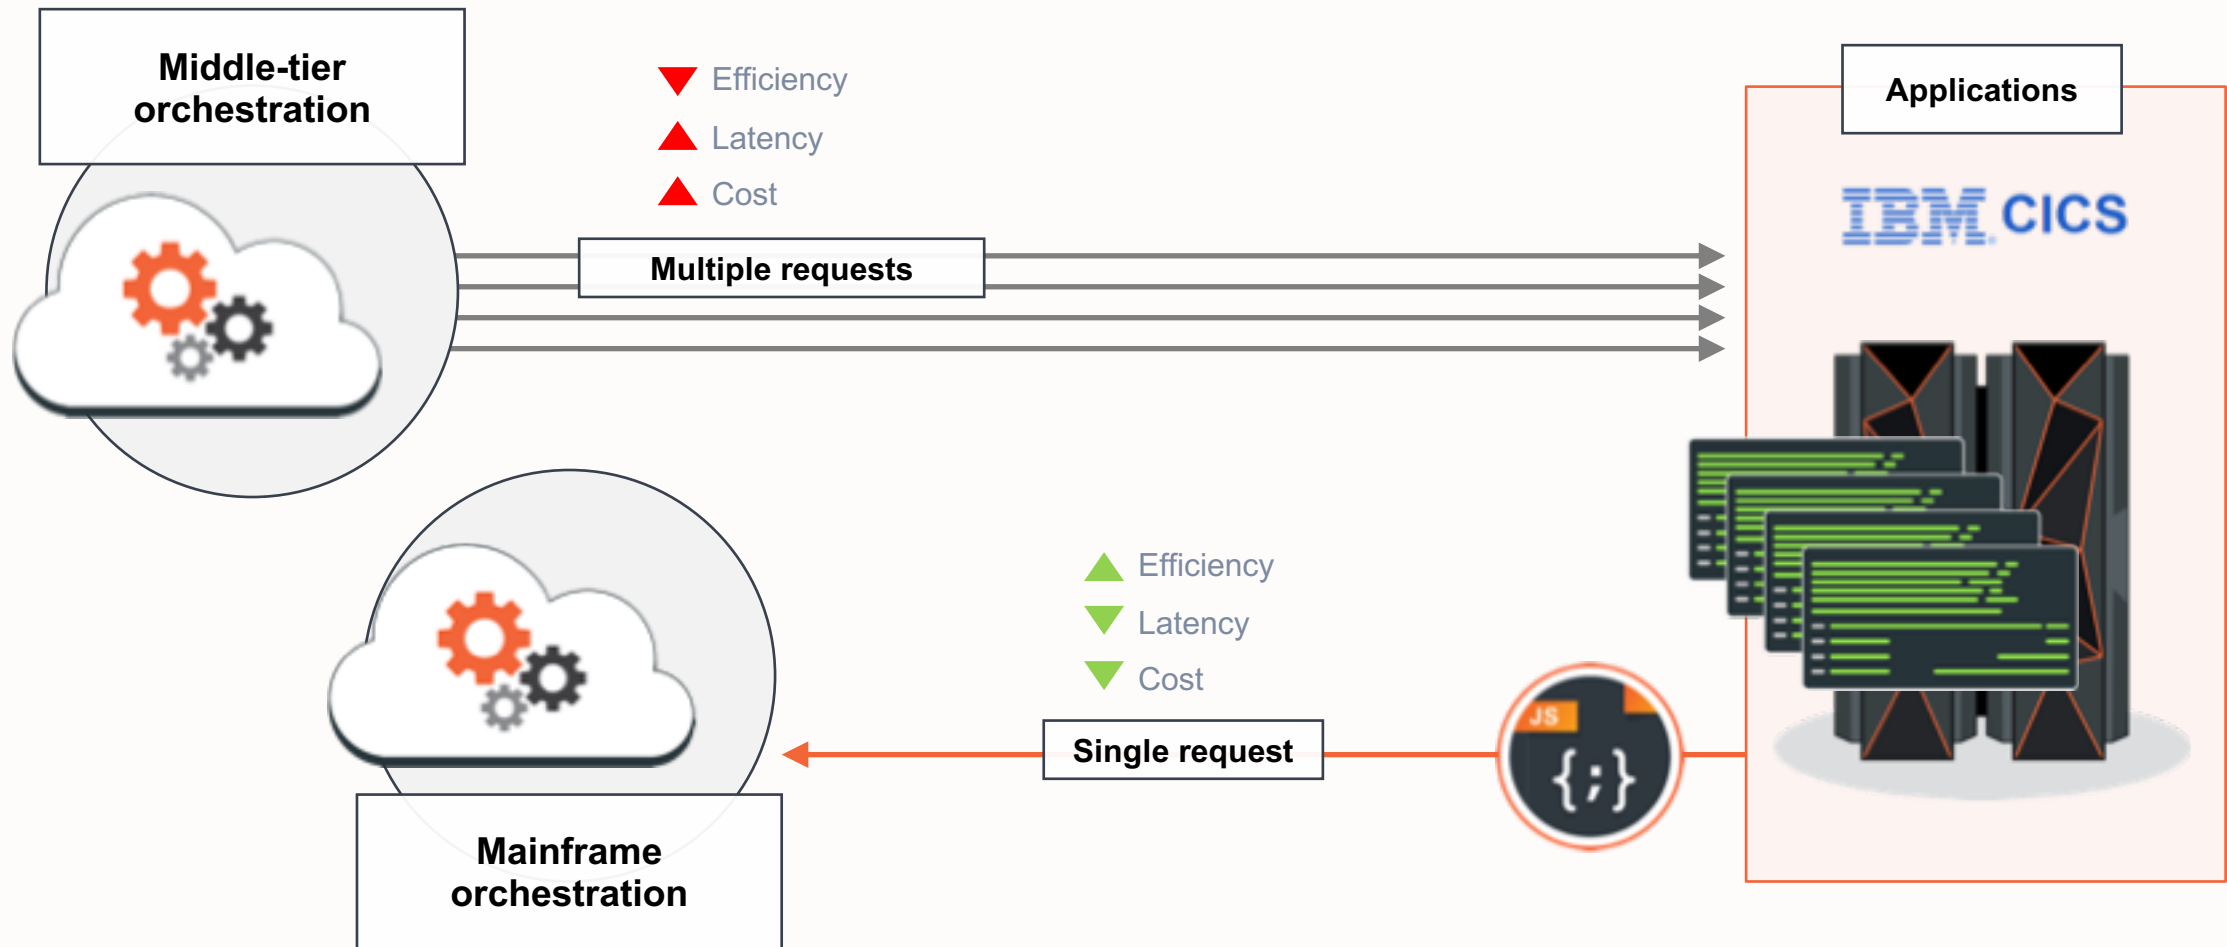 Middle-tier
orchestration
Efficiency
Latency
Cost
Multiple requests
Applications
IBM® CICS
Efficiency
Latency
Cost
Single request
JS
{;}
Mainframe
orchestration